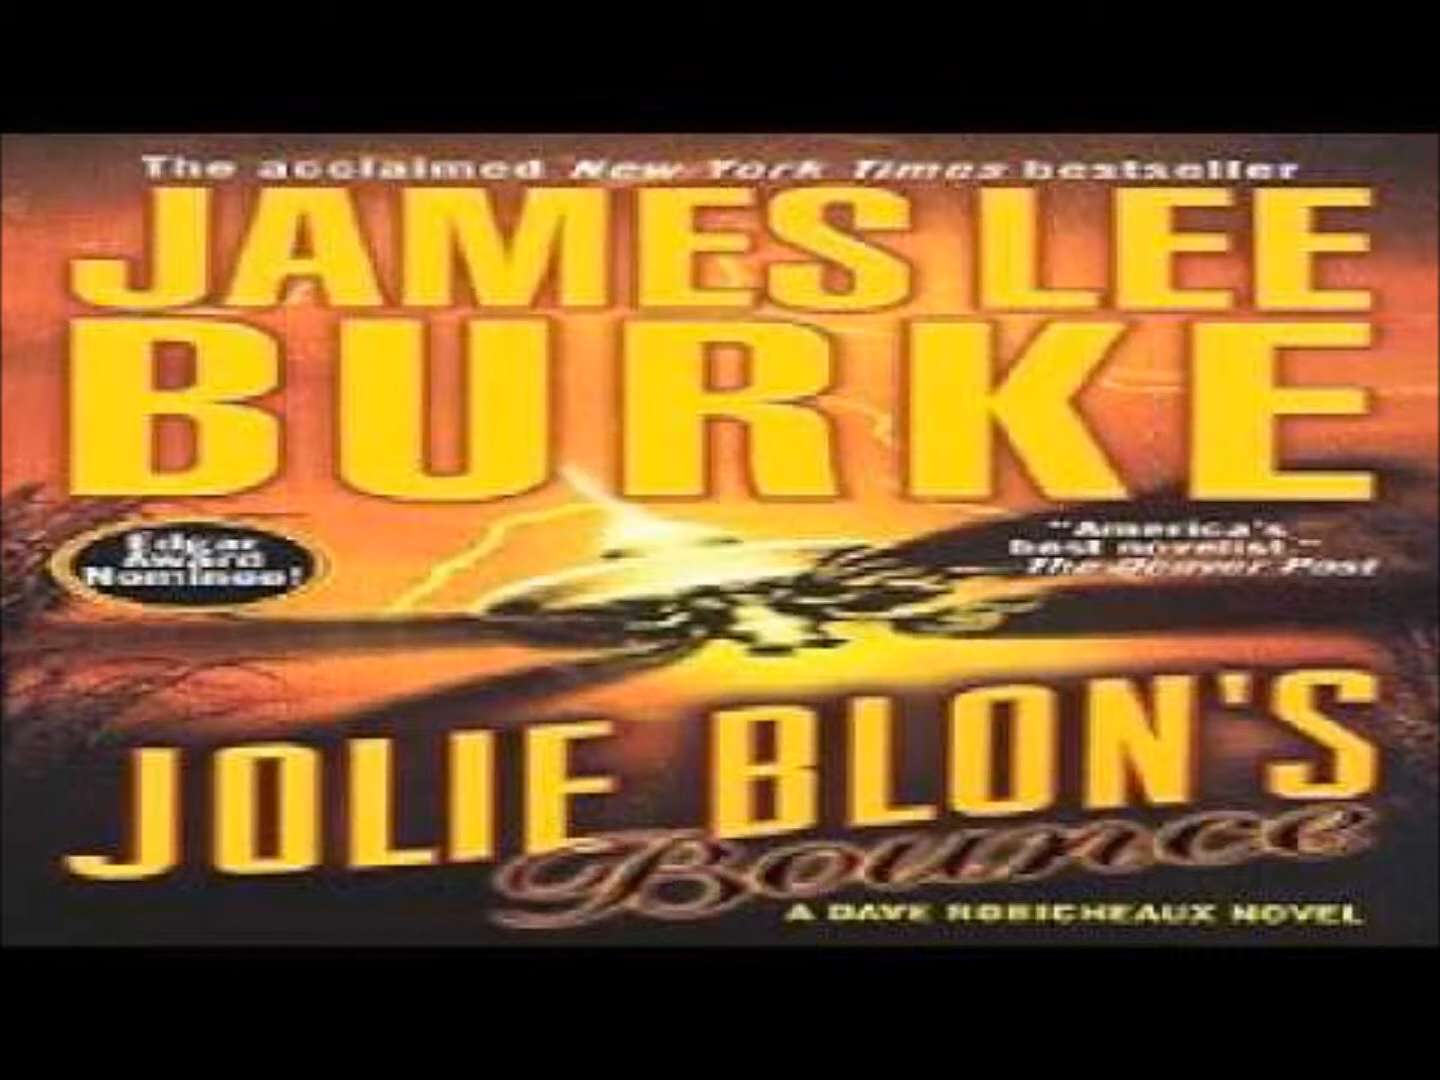 The acclaimed New York Times bestseller
JAMES LEE
BURKE
Edgar
Award
Nominee!
"America's
best novelist."
—The Denver Post
JOLIE BLON'S
Bounce
A DAVE ROBICHEAUX NOVEL